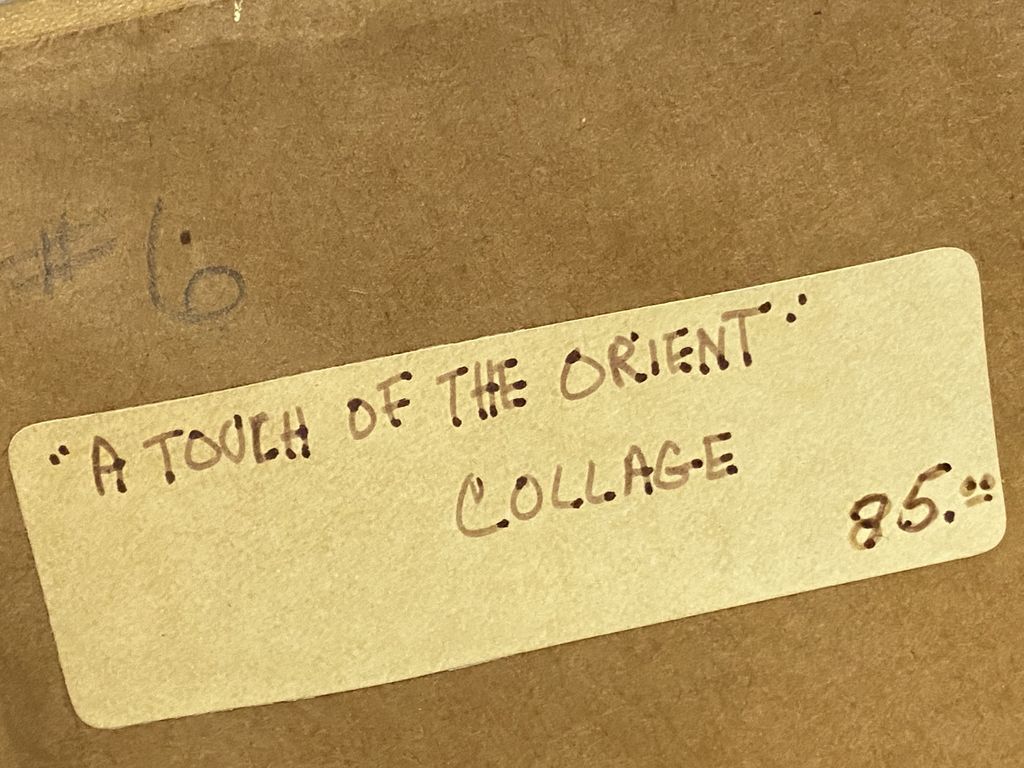 # 6
"A TOUCH OF THE ORIENT"
COLLAGE
85.00